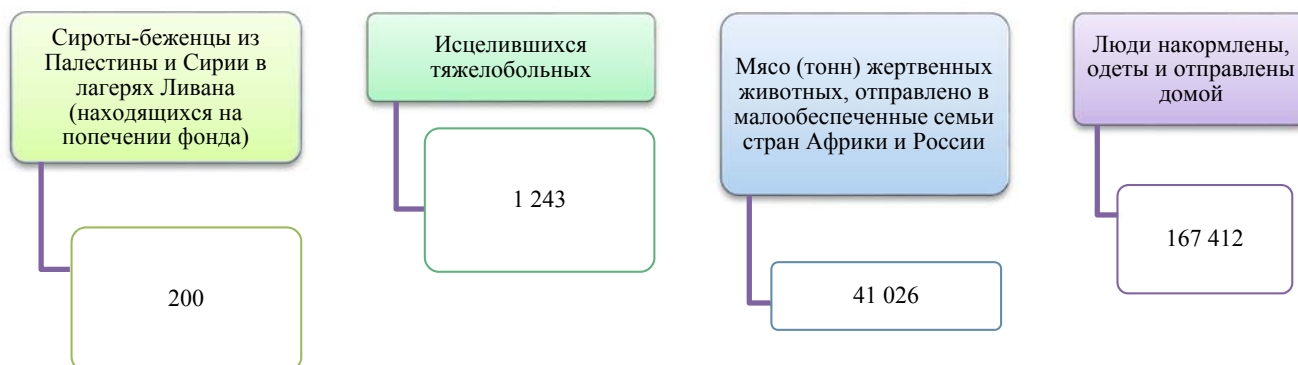 Сироты-беженцы из
Палестины и Сирии в
лагерях Ливана
(находящихся на
попечении фонда)
200
Исцелившихся
тяжелобольных
1 243
Мясо (тонн) жертвенных
животных, отправлено в
малообеспеченные семьи
стран Африки и России
41 026
Люди накормлены,
одеты и отправлены
домой
167 412